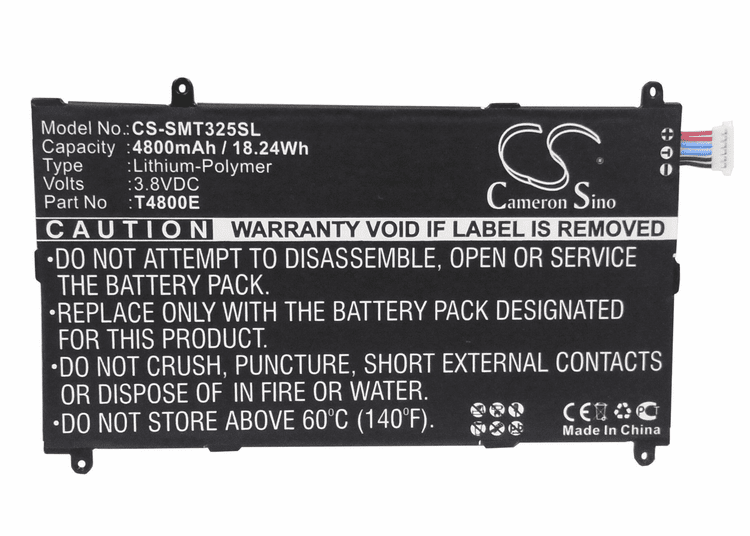 Model No.:CS-SMT325SL
Capacity :4800mAh / 18.24Wh
Type :Lithium-Polymer
Volts :3.8VDC
Part No :T4800E
CS
Cameron Sino
CAUTION WARRANTY VOID IF LABEL IS REMOVED
•DO NOT ATTEMPT TO DISASSEMBLE, OPEN OR SERVICE
THE BATTERY PACK.
•REPLACE ONLY WITH THE BATTERY PACK DESIGNATED
FOR THIS PRODUCT.
•DO NOT CRUSH, PUNCTURE, SHORT EXTERNAL CONTACTS
OR DISPOSE OF IN FIRE OR WATER.
•DO NOT STORE ABOVE 60°C (140°F).
CE
Made In China